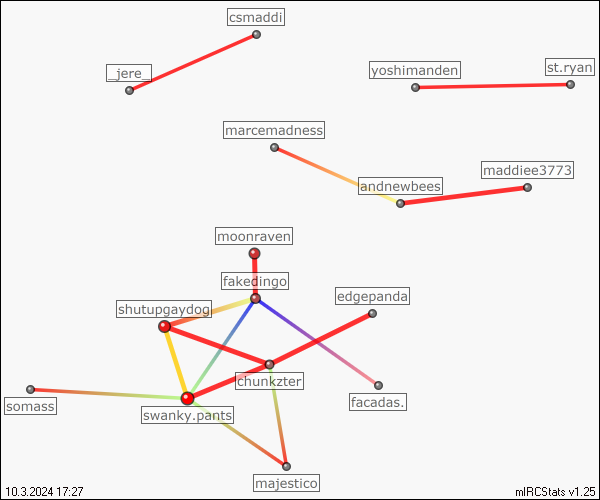 csmaddi
_jere_
yoshimanden
st.ryan
marcemadness
andnewbees
maddiee3773
moonraven
fakedingo
shutupgaydog
edgepanda
chunkzter
somass
swanky.pants
facadas.
majestico
10.3.2024 17:27
mIRCStats v1.25